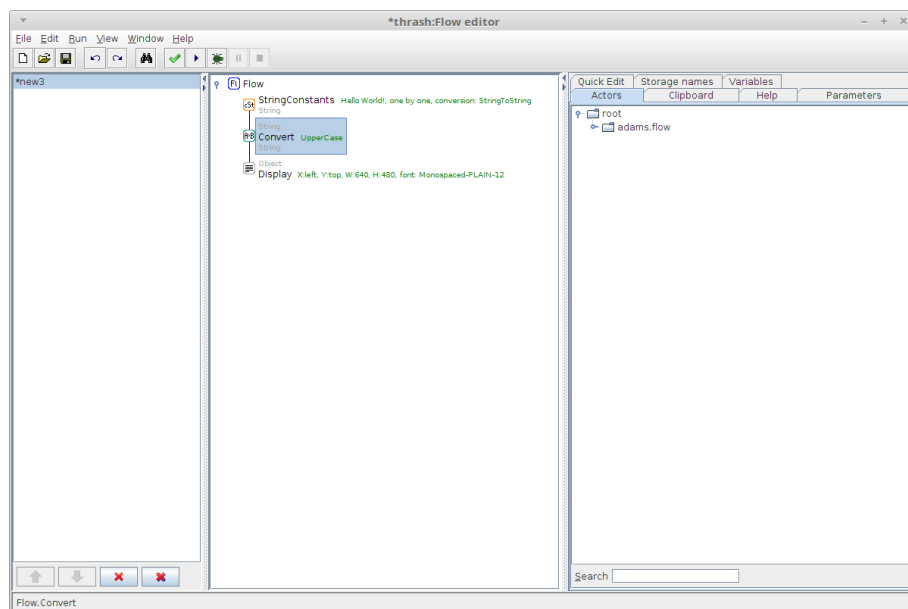 *thrash:Flow editor
File Edit Run View Window Help
*new3
Flow
StringConstants Hello World!, one by one, conversion: StringToString
String
String
Convert UpperCase
String
Object
Display X:left, Y:top, W:640, H:480, font: Monospaced-PLAIN-12
Quick Edit Storage names Variables
Actors Clipboard Help Parameters
root
adams.flow
Search
Flow.Convert